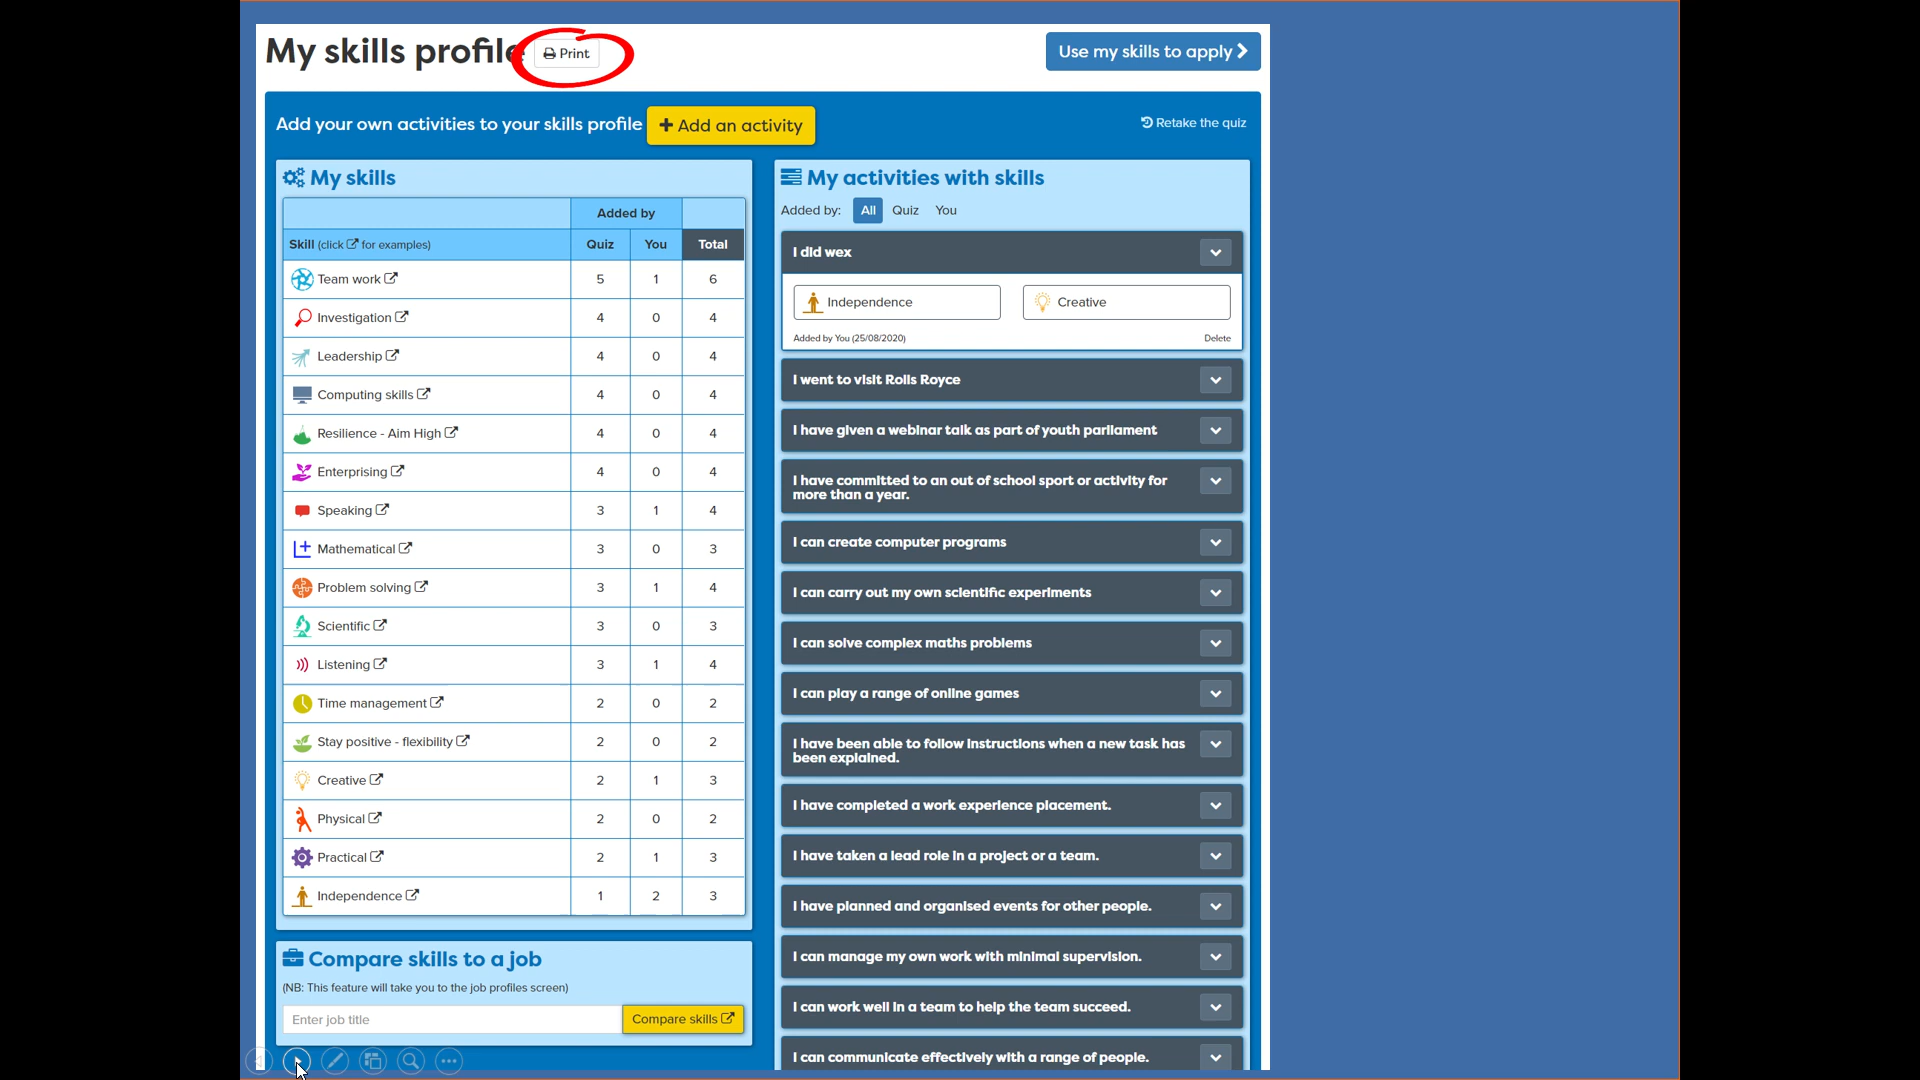 My skills profile
Print
Use my skills to apply
Add your own activities to your skills profile
+ Add an activity
Retake the quiz
My skills
Added by
Skill (click for examples)
Quiz
You
Total
Team work 5 1 6
Investigation 4 0 4
Leadership 4 0 4
Computing skills 4 0 4
Resilience - Aim High 4 0 4
Enterprising 4 0 4
Speaking 3 1 4
Mathematical 3 0 3
Problem solving 3 1 4
Scientific 3 0 3
Listening 3 1 4
Time management 2 0 2
Stay positive - flexibility 2 0 2
Creative 2 1 3
Physical 2 0 2
Practical 2 1 3
Independence 1 2 3
Compare skills to a job
(NB: This feature will take you to the job profiles screen)
Enter job title
Compare skills
My activities with skills
Added by: All Quiz You
I did wex
Independence
Creative
Added by You (25/08/2020)
Delete
I went to visit Rolls Royce
I have given a webinar talk as part of youth parliament
I have committed to an out of school sport or activity for
more than a year.
I can create computer programs
I can carry out my own scientific experiments
I can solve complex maths problems
I can play a range of online games
I have been able to follow instructions when a new task has
been explained.
I have completed a work experience placement.
I have taken a lead role in a project or a team.
I have planned and organised events for other people.
I can manage my own work with minimal supervision.
I can work well in a team to help the team succeed.
I can communicate effectively with a range of people.